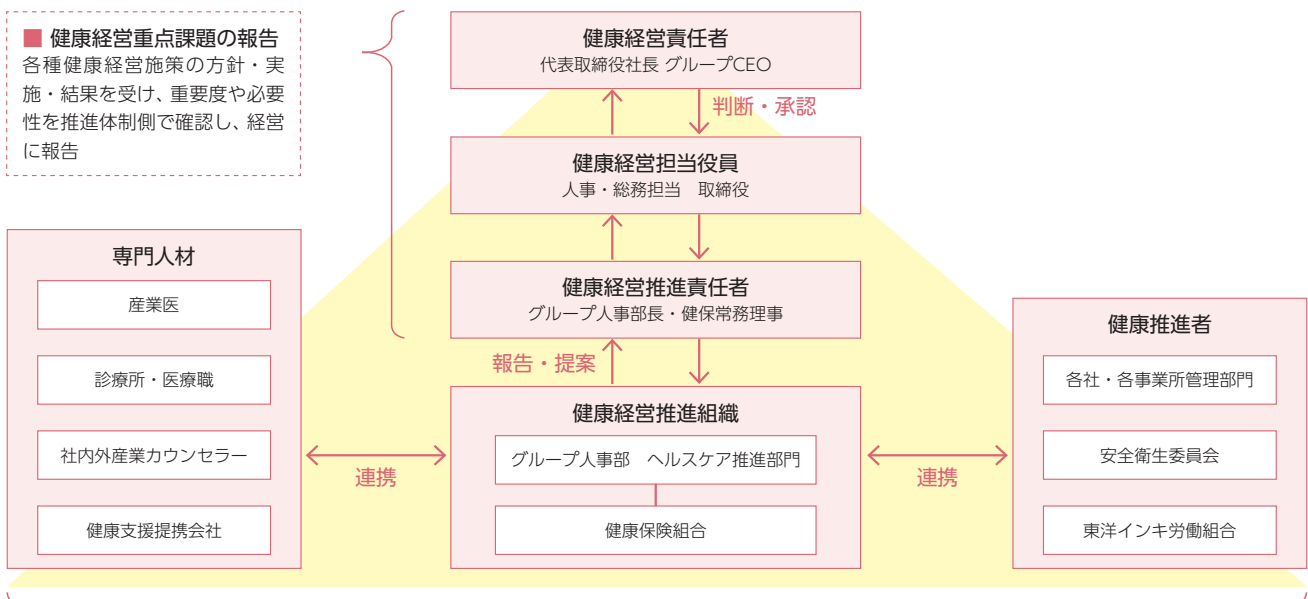 ■ 健康経営重点課題の報告
各種健康経営施策の方針・実
施・結果を受け、重要度や必要
性を推進体制側で確認し、経営
に報告
健康経営責任者
代表取締役社長 グループCEO
判断・承認
健康経営担当役員
人事・総務担当　取締役
健康経営推進責任者
グループ人事部長・健保常務理事
報告・提案
専門人材
産業医
診療所・医療職
社内外産業カウンセラー
健康支援提携会社
連携
健康経営推進組織
グループ人事部　ヘルスケア推進部門
健康保険組合
連携
健康推進者
各社・各事業所管理部門
安全衛生委員会
東洋インキ労働組合